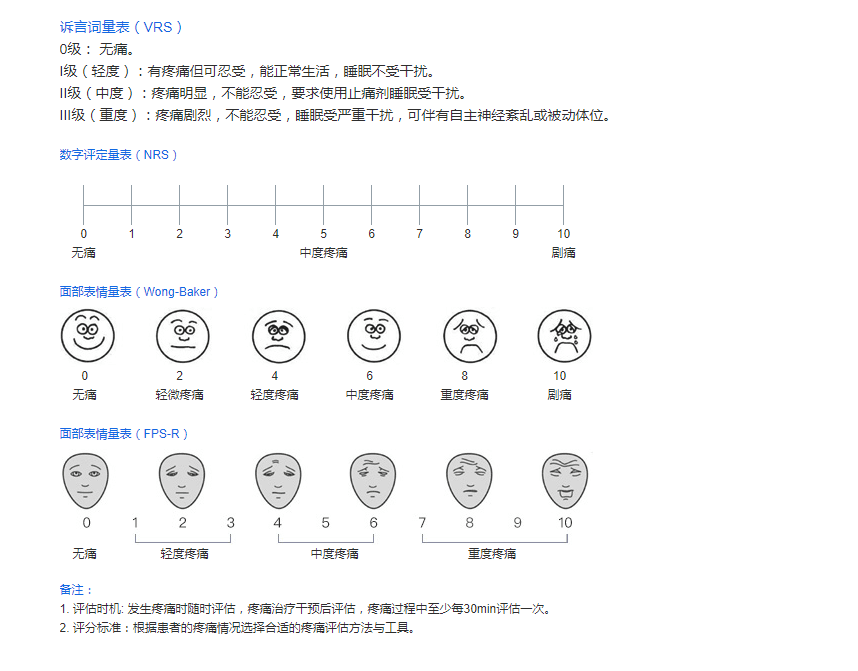 诉言词量表（VRS）
0级： 无痛。
I级（轻度）：有疼痛但可忍受，能正常生活，睡眠不受干扰。
II级（中度）：疼痛明显，不能忍受，要求使用止痛剂睡眠受干扰。
III级（重度）：疼痛剧烈，不能忍受，睡眠受严重干扰，可伴有自主神经紊乱或被动体位。
数字评定量表（NRS）
0 1 2 3 4 5 6 7 8 9 10
无痛 中度疼痛 剧痛
面部表情量表（Wong-Baker）
0 2 4 6 8 10
无痛 轻微疼痛 轻度疼痛 中度疼痛 重度疼痛 剧痛
面部表情量表（FPS-R）
0 1 2 3 4 5 6 7 8 9 10
无痛 轻度疼痛 中度疼痛 重度疼痛
备注：
1. 评估时机: 发生疼痛时随时评估，疼痛治疗干预后评估，疼痛过程中至少每30min评估一次。
2. 评分标准：根据患者的疼痛情况选择合适的疼痛评估方法与工具。